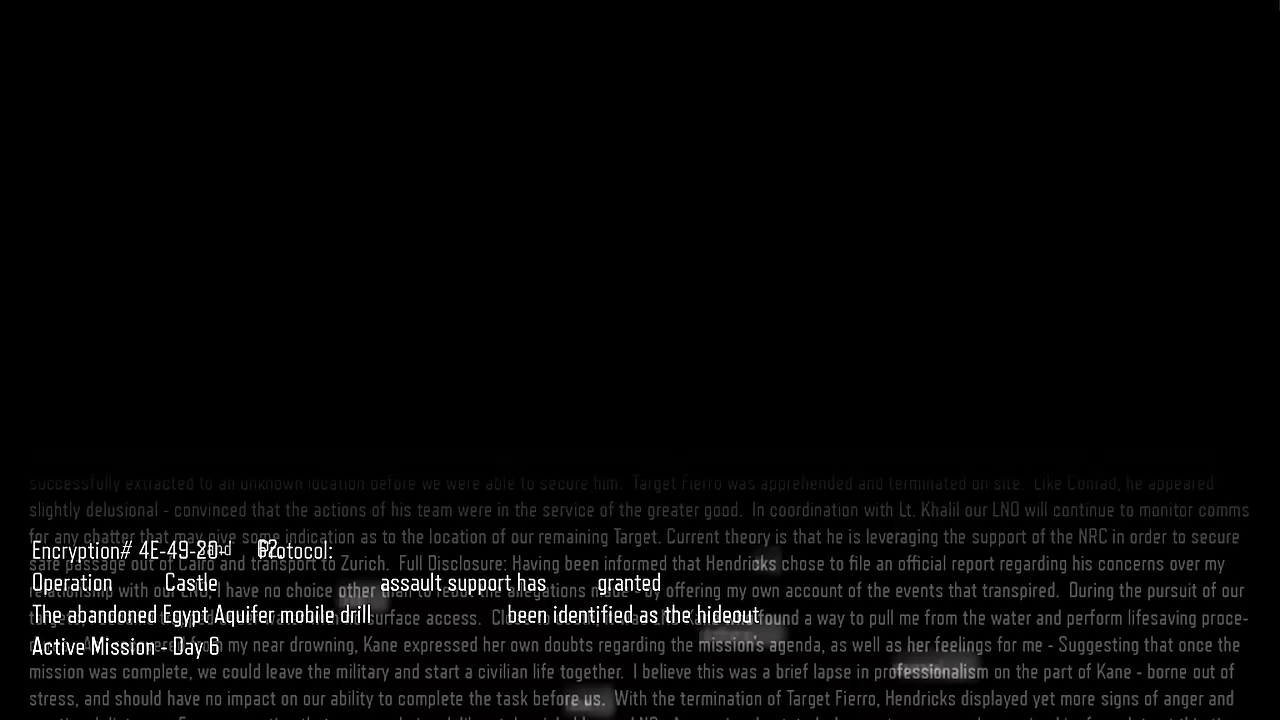 successfully extracted to an unknown location before we were able to secure him. Target Fierro was apprehended and terminated on site. Like Conrad, he appeared
slightly delusional - convinced that the actions of his team were in the service of the greater good. In coordination with Lt. Khalil our LNO will continue to monitor comms
for any chatter that may give some indication as to the location of our remaining Target. Current theory is that he is leveraging the support of the NRC in order to secure
Encryption# 4E-49-20- Protocol:
safe passage out of Cairo and transport to Zurich. Full Disclosure: Having been informed that Hendricks chose to file an official report regarding his concerns over my
Operation Castle assault support has granted
relationship with our LNO, I have no choice other than to the allegations by offering my own account of the events that transpired. During the pursuit of our
The abandoned Egypt Aquifer mobile drill been identified as the hideout
surface access. found a way to pull me from the water and perform lifesaving proce-
Active Mission - Day 6
my near drowning, Kane expressed her own doubts regarding the mission's agenda, as well as her feelings for me - Suggesting that once the
mission was complete, we could leave the military and start a civilian life together. I believe this was a brief lapse in professionalism on the part of Kane - borne out of
stress, and should have no impact on our ability to complete the task before us. With the termination of Target Fierro, Hendricks displayed yet more signs of anger and